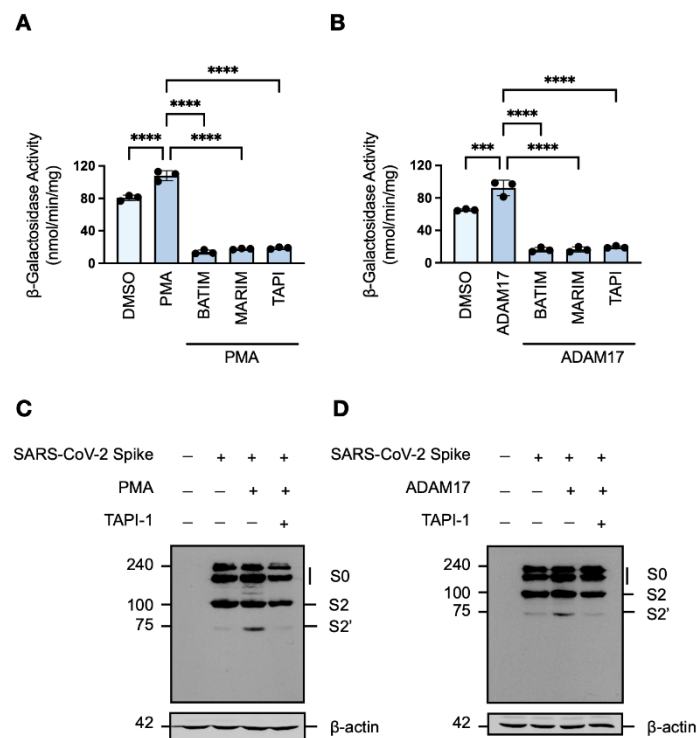 A
β-Galactosidase Activity
(nmol/min/mg)
120
80
40
0
****
****
****
****
DMSO
PMA
BATIM
MARIM
TAPI
PMA
B
β-Galactosidase Activity
(nmol/min/mg)
120
80
40
0
****
****
***
****
DMSO
ADAM17
BATIM
MARIM
TAPI
ADAM17
C
SARS-CoV-2 Spike – + + +
PMA – – + +
TAPI-1 – – – +
240
100
75
S0
S2
S2’
42
β-actin
D
SARS-CoV-2 Spike – + + +
ADAM17 – – + +
TAPI-1 – – – +
240
100
75
S0
S2
S2’
42
β-actin